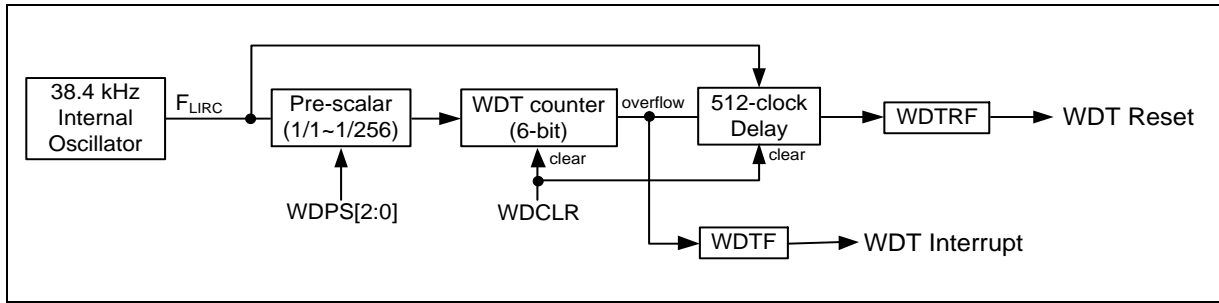 38.4 kHz
Internal
Oscillator
F_LIRC
Pre-scalar
(1/1~1/256)
WDT counter
(6-bit)
overflow
512-clock
Delay
WDTRF
WDT Reset
clear
clear
WDPS[2:0]
WDCLR
WDTF
WDT Interrupt